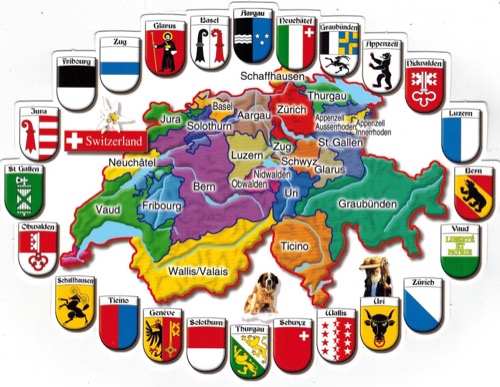 Aargau
Basel
Neuchâtel
Glarus
Graubünden
Zug
Appenzell
Fribourg
Nidwalden
Schaffhausen
Thurgau
Jura
Basel
Aargau
Zürich
Luzern
Solothurn
Appenzell
Ausserrhoden
Appenzell
Innerrhoden
Switzerland
Zug
St. Gallen
Neuchâtel
Luzern
Schwyz
Glarus
St Gallen
Bern
Nidwalden
Obwalden
Bern
Uri
Graubünden
Vaud
Fribourg
Obwalden
Ticino
Vaud
LIBERTÉ
ET
PATRIE
Wallis/Valais
Schaffhausen
Zürich
Ticino
Uri
Genève
Wallis
Solothurn
Schwyz
Thurgau
Jura